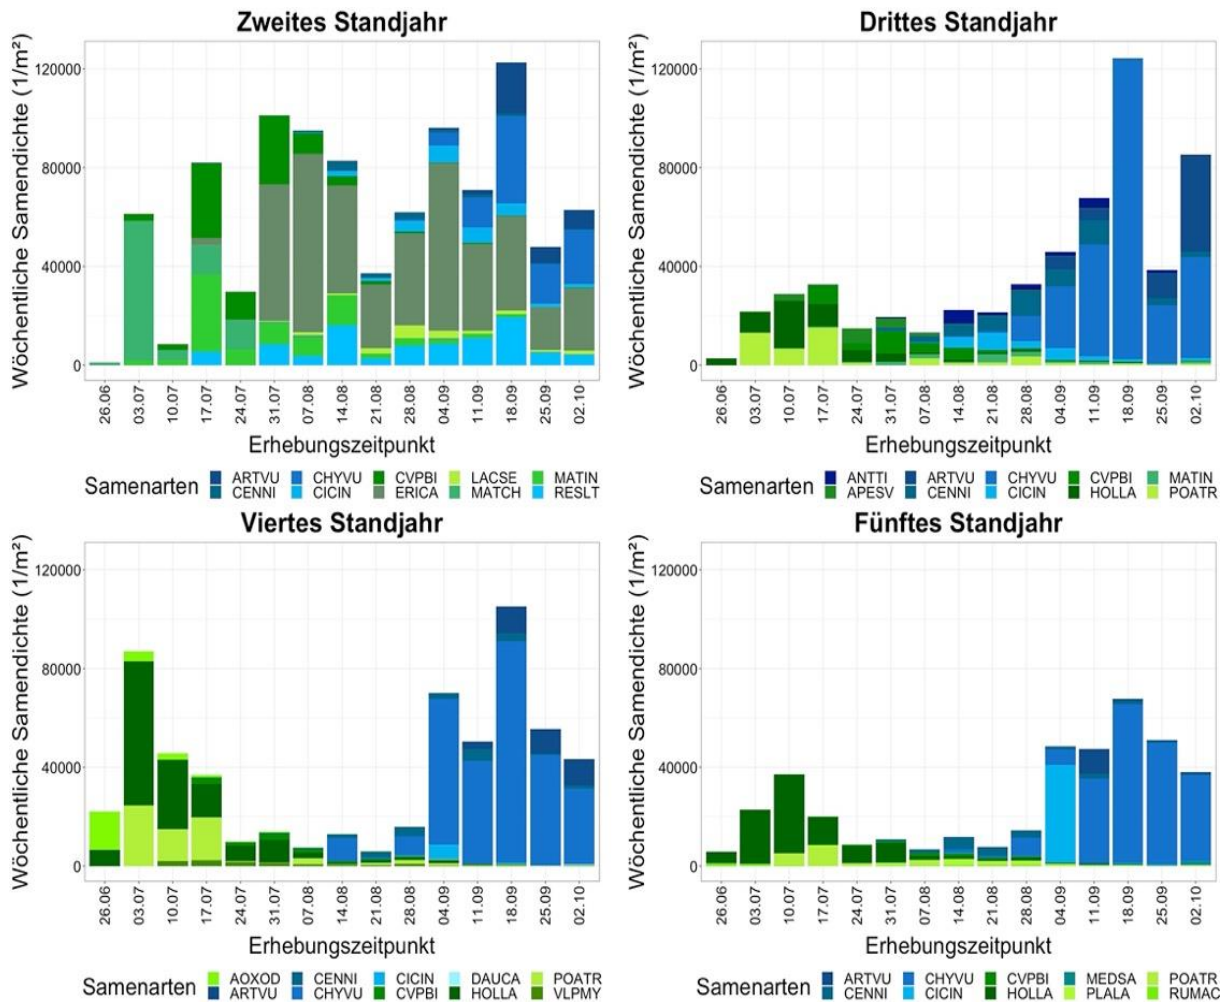 Zweites Standjahr
Wöchentliche Samendichte (1/m²)
120000
80000
40000
0
26.06 03.07 10.07 17.07 24.07 31.07 07.08 14.08 21.08 28.08 04.09 11.09 18.09 25.09 02.10
Erhebungszeitpunkt
Samenarten
ARTVU CHYVU CVPBI LACSE MATIN
CENNI CICIN ERICA MATCH RESLT
Drittes Standjahr
Wöchentliche Samendichte (1/m²)
120000
80000
40000
0
26.06 03.07 10.07 17.07 24.07 31.07 07.08 14.08 21.08 28.08 04.09 11.09 18.09 25.09 02.10
Erhebungszeitpunkt
Samenarten
ANTTI ARTVU CHYVU CVPBI MATIN
APESV CENNI CICIN HOLLA POATR
Viertes Standjahr
Wöchentliche Samendichte (1/m²)
120000
80000
40000
0
26.06 03.07 10.07 17.07 24.07 31.07 07.08 14.08 21.08 28.08 04.09 11.09 18.09 25.09 02.10
Erhebungszeitpunkt
Samenarten
AOXOD CENNI CICIN DAUCA POATR
ARTVU CHYVU CVPBI HOLLA VLPMY
Fünftes Standjahr
Wöchentliche Samendichte (1/m²)
120000
80000
40000
0
26.06 03.07 10.07 17.07 24.07 31.07 07.08 14.08 21.08 28.08 04.09 11.09 18.09 25.09 02.10
Erhebungszeitpunkt
Samenarten
ARTVU CHYVU CVPBI MEDSA POATR
CENNI CICIN HOLLA PLALA RUMAC